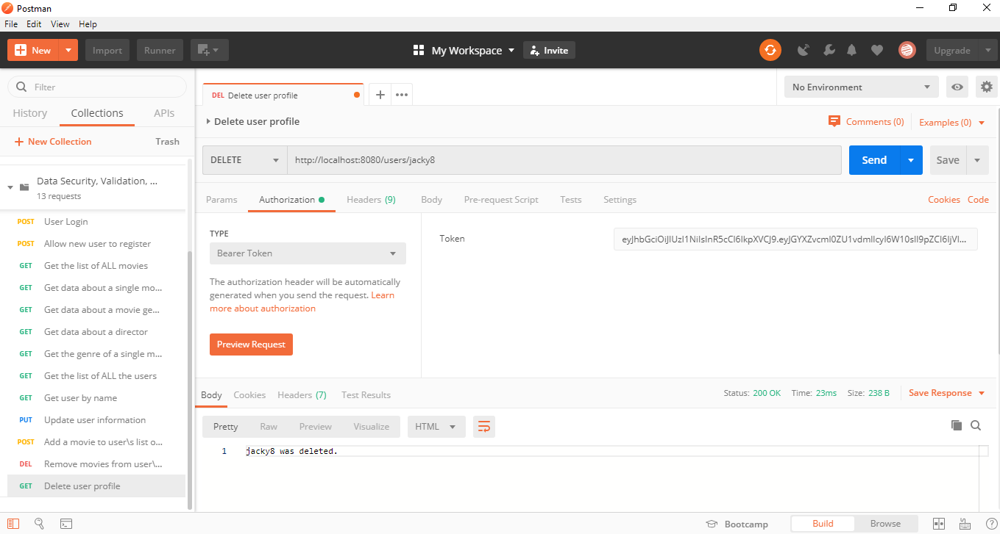 Postman
File Edit View Help
New Import Runner My Workspace Invite Upgrade
Filter
History Collections APIs
New Collection Trash
Data Security, Validation, ...
13 requests
POST User Login
POST Allow new user to register
GET Get the list of ALL movies
GET Get data about a single mo...
GET Get data about a movie ge...
GET Get data about a director
GET Get the genre of a single m...
GET Get the list of ALL the users
GET Get user by name
PUT Update user information
POST Add a movie to user\s list o...
DEL Remove movies from user\...
GET Delete user profile
DEL Delete user profile
No Environment
Delete user profile
Comments (0) Examples (0)
DELETE http://localhost:8080/users/jacky8 Send Save
Params Authorization Headers (9) Body Pre-request Script Tests Settings Cookies Code
TYPE
Bearer Token
The authorization header will be automatically
generated when you send the request. Learn
more about authorization
Preview Request
Token
Body Cookies Headers (7) Test Results Status: 200 OK Time: 23ms Size: 238 B Save Response
Pretty Raw Preview Visualize HTML
1 jacky8 was deleted.
Bootcamp Build Browse